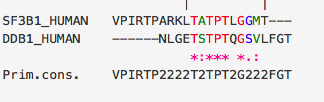 SF3B1_HUMAN VPIRTPARKLTATPTLGGMT---
DDB1_HUMAN ------NLGETSTPTQGSVLFGT
*:*** *.:
Prim.cons. VPIRTP2222T2TPT2G222FGT